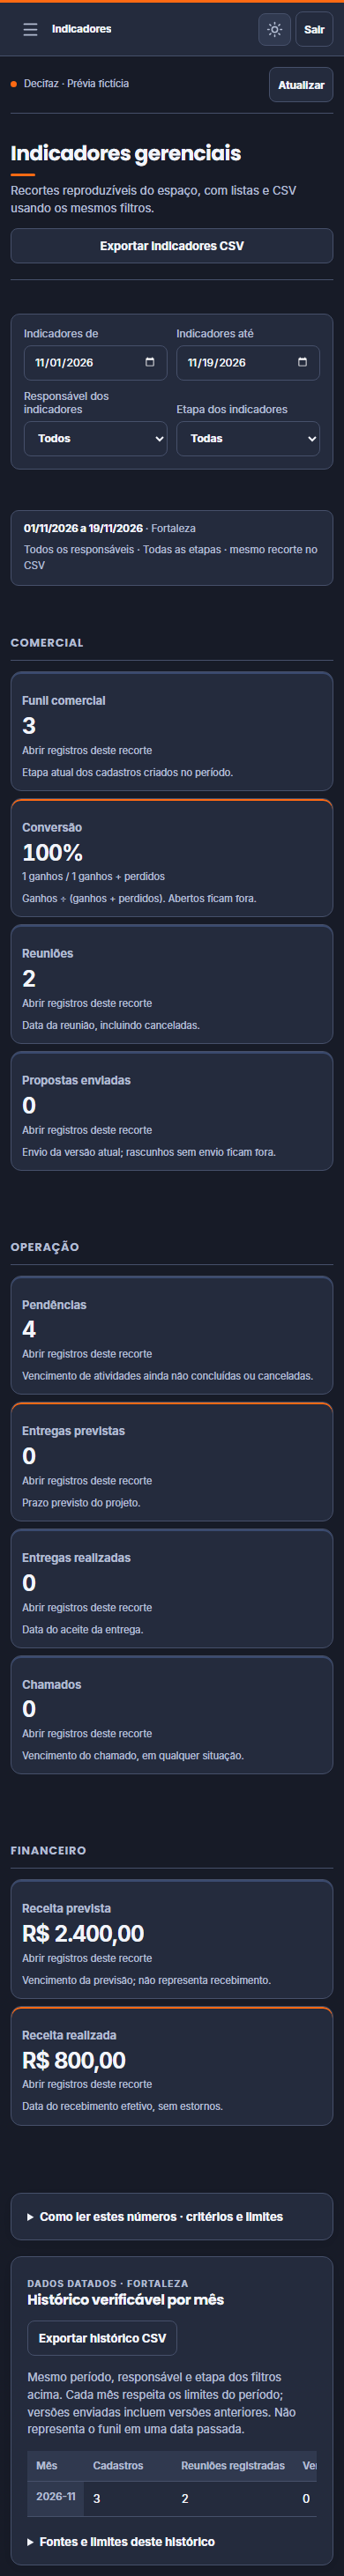 Indicadores
Sair
Decifaz · Prévia fictícia
Atualizar
Indicadores gerenciais
Recortes reproduzíveis do espaço, com listas e CSV
usando os mesmos filtros.
Exportar indicadores CSV
Indicadores de
Indicadores até
11/01/2026
11/19/2026
Responsável dos
indicadores
Etapa dos indicadores
Todos
Todas
01/11/2026 a 19/11/2026 · Fortaleza
Todos os responsáveis · Todas as etapas · mesmo recorte no
CSV
COMERCIAL
Funil comercial
3
Abrir registros deste recorte
Etapa atual dos cadastros criados no período.
Conversão
100%
1 ganhos / 1 ganhos + perdidos
Ganhos ÷ (ganhos + perdidos). Abertos ficam fora.
Reuniões
2
Abrir registros deste recorte
Data da reunião, incluindo canceladas.
Propostas enviadas
0
Abrir registros deste recorte
Envio da versão atual; rascunhos sem envio ficam fora.
OPERAÇÃO
Pendências
4
Abrir registros deste recorte
Vencimento de atividades ainda não concluídas ou canceladas.
Entregas previstas
0
Abrir registros deste recorte
Prazo previsto do projeto.
Entregas realizadas
0
Abrir registros deste recorte
Data do aceite da entrega.
Chamados
0
Abrir registros deste recorte
Vencimento do chamado, em qualquer situação.
FINANCEIRO
Receita prevista
R$ 2.400,00
Abrir registros deste recorte
Vencimento da previsão; não representa recebimento.
Receita realizada
R$ 800,00
Abrir registros deste recorte
Data do recebimento efetivo, sem estornos.
Como ler estes números · critérios e limites
DADOS DATADOS · FORTALEZA
Histórico verificável por mês
Exportar histórico CSV
Mesmo período, responsável e etapa dos filtros
acima. Cada mês respeita os limites do período;
versões enviadas incluem versões anteriores. Não
representa o funil em uma data passada.
Mês Cadastros Reuniões registradas
2026-11 3 2 0
Fontes e limites deste histórico